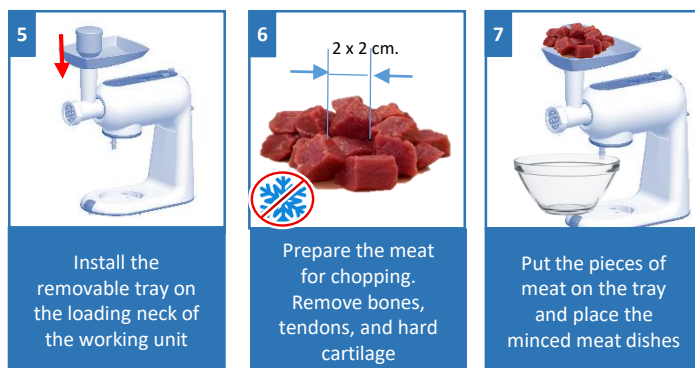 5
Install the
removable tray on
the loading neck of
the working unit
6
2 x 2 cm.
Prepare the meat
for chopping.
Remove bones,
tendons, and hard
cartilage
7
Put the pieces of
meat on the tray
and place the
minced meat dishes